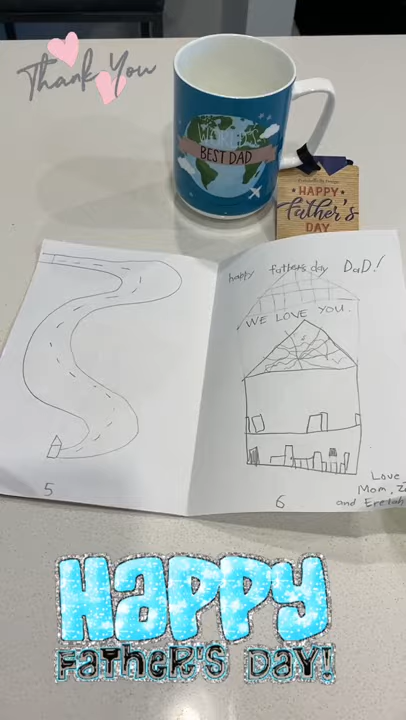 Thank You
BEST DAD
HAPPY
Father's
DAY
happy fatters day DaD!
WE LOVE YOU.
Love,
Mom,
and
5
6
HAPPY
FATHER'S DAY!